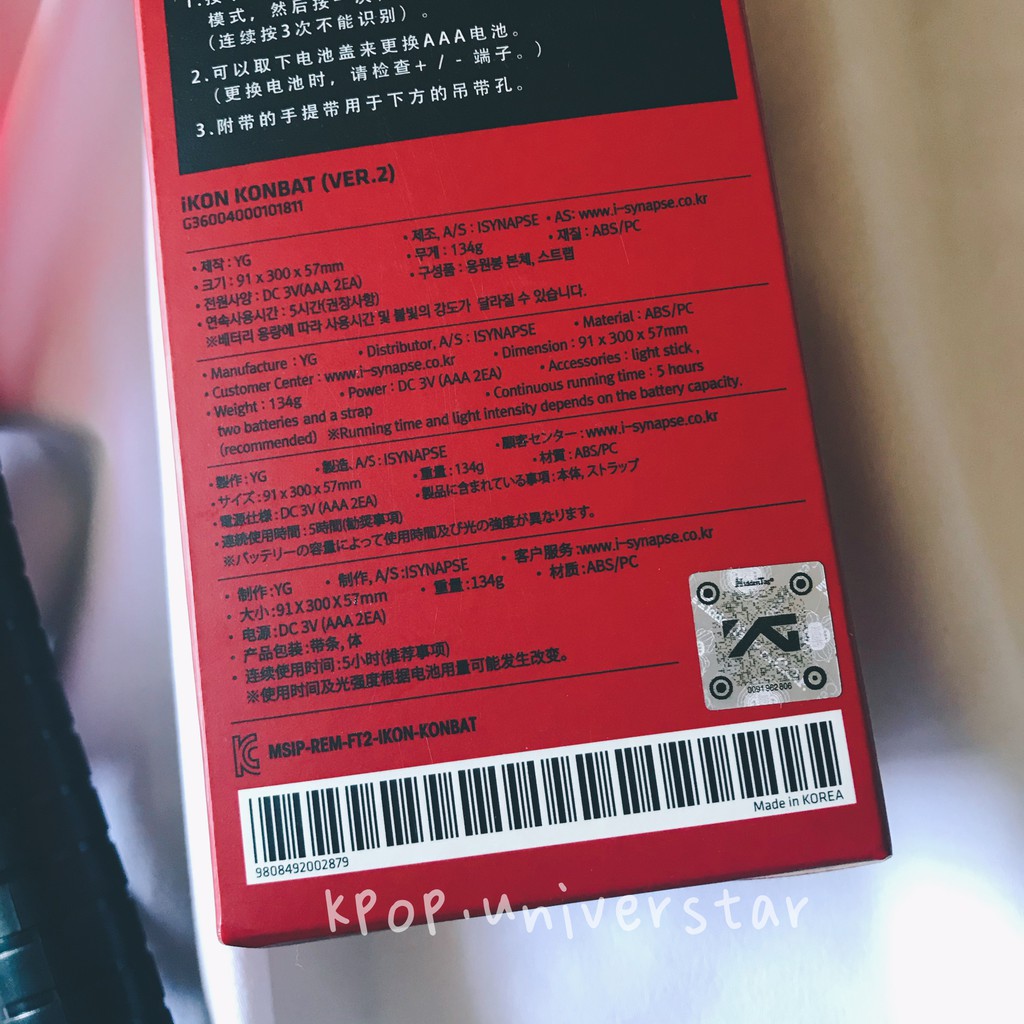 模式，然后按
（连续按3次不能识别）。
2.可以取下电池盖来更换AAA电池。
（更换电池时，请检查+ / - 端子。）
3.附带的手提带用于下方的吊带孔。
iKON KONBAT (VER.2)
G36004000101811
• 제작 : YG • 제조, A/S : ISYNAPSE • AS: www.i-synapse.co.kr
• 크기 : 91 x 300 x 57mm • 무게 : 134g • 재질 : ABS/PC
• 전원사양 : DC 3V(AAA 2EA) • 구성품 : 응원봉 본체, 스트랩
• 연속사용시간 : 5시간(권장사항)
※배터리 용량에 따라 사용시간 및 불빛의 강도가 달라질 수 있습니다.
• Manufacture : YG • Distributor, A/S : ISYNAPSE • Material : ABS/PC
• Customer Center : www.i-synapse.co.kr • Dimension : 91 x 300 x 57mm
• Weight : 134g • Power : DC 3V (AAA 2EA) • Accessories : light stick ,
two batteries and a strap • Continuous running time : 5 hours
(recommended) ※Running time and light intensity depends on the battery capacity.
• 製作 : YG • 製造, A/S : ISYNAPSE • 顧客センター : www.i-synapse.co.kr
• サイズ : 91 x 300 x 57mm • 重量 : 134g • 材質 : ABS/PC
• 電源仕様 : DC 3V (AAA 2EA) • 製品に含まれている事項 : 本体, ストラップ
• 連続使用時間 : 5時間(勧奨事項)
※バッテリーの容量によって使用時間及び光の強度が異なります。
• 制作 :YG • 制作, A/S :ISYNAPSE • 客户服务 :www.i-synapse.co.kr
• 大小 :91 X 300 X 57mm • 重量 :134g • 材质 :ABS/PC
• 电源 :DC 3V (AAA 2EA)
• 产品包装 :带条, 体
• 连续使用时间 :5小时(推荐事项)
※使用时间及光强度根据电池用量可能发生改变。
HiddenTag
YG
0091982806
KC MSIP-REM-FT2-IKON-KONBAT
Made in KOREA
9808492002879
kpop.universtar